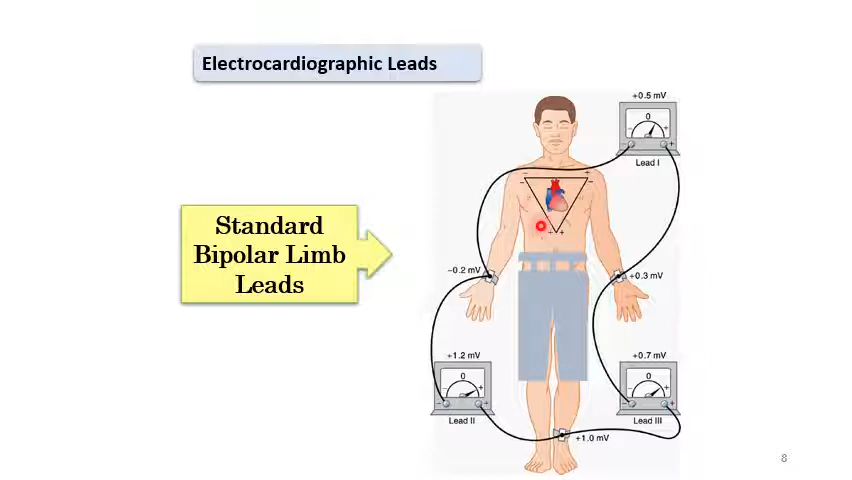 Electrocardiographic Leads
+0.5 mV
0
- +
- +
Lead I
Standard
Bipolar Limb
Leads
- +
- -
- +
+
−0.2 mV
+0.3 mV
+1.2 mV
0
- +
- +
Lead II
+0.7 mV
0
- +
- +
Lead III
+1.0 mV
8